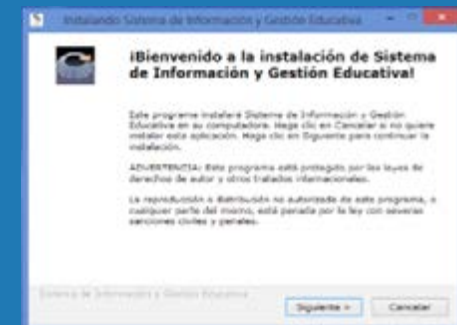 Instalando Sistema de Información y Gestión Educativa
¡Bienvenido a la instalación de Sistema
de Información y Gestión Educativa!
Este programa instalará Sistema de Información y Gestión
Educativa en su computadora. Haga clic en Cancelar si no quiere
instalar esta aplicación. Haga clic en Siguiente para continuar la
instalación.
ADVERTENCIA: Este programa está protegido por las leyes de
derechos de autor y otros tratados internacionales.
La reproducción o distribución no autorizada de este programa, o
cualquier parte del mismo, está penada por la ley con severas
sanciones civiles y penales.
Sistema de Información y Gestión Educativa
Siguiente >
Cancelar